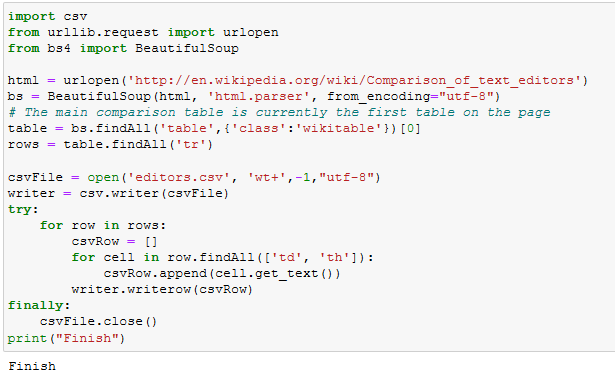 import csv
from urllib.request import urlopen
from bs4 import BeautifulSoup

html = urlopen('http://en.wikipedia.org/wiki/Comparison_of_text_editors')
bs = BeautifulSoup(html, 'html.parser', from_encoding="utf-8")
# The main comparison table is currently the first table on the page
table = bs.findAll('table',{'class':'wikitable'})[0]
rows = table.findAll('tr')

csvFile = open('editors.csv', 'wt+',-1,"utf-8")
writer = csv.writer(csvFile)
try:
    for row in rows:
        csvRow = []
        for cell in row.findAll(['td', 'th']):
            csvRow.append(cell.get_text())
        writer.writerow(csvRow)
finally:
    csvFile.close()
print("Finish")
Finish